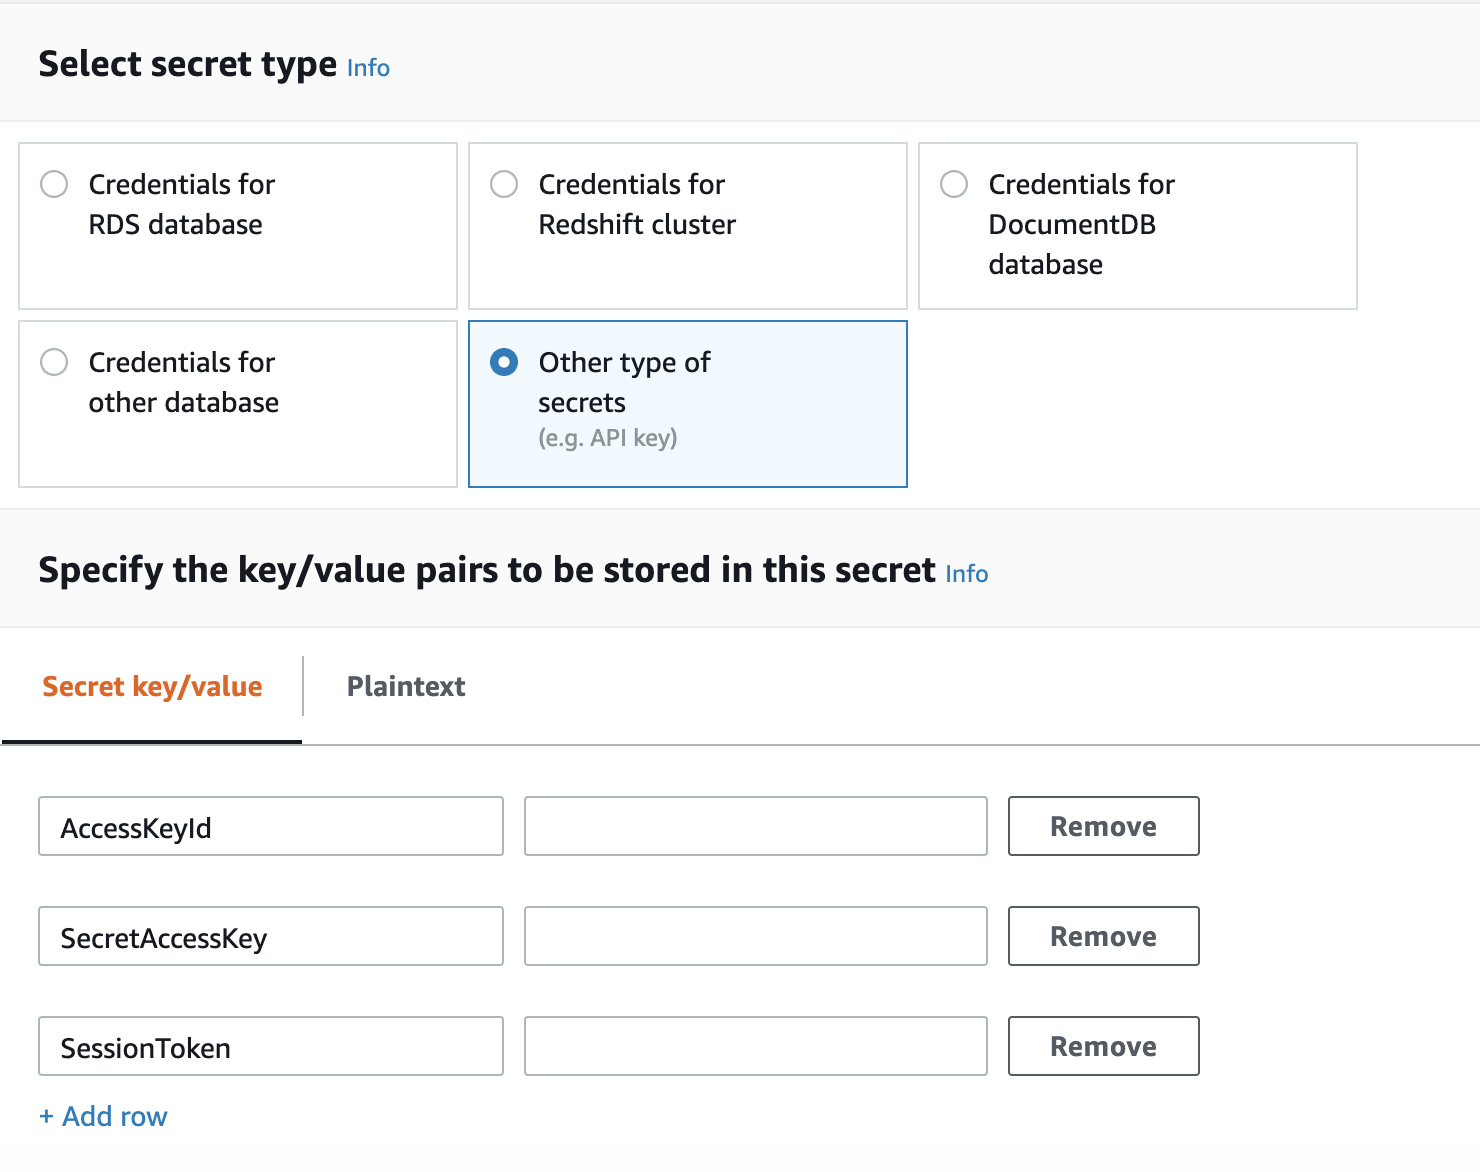 Select secret type Info
Credentials for
RDS database
Credentials for
Redshift cluster
Credentials for
DocumentDB
database
Credentials for
other database
Other type of
secrets
(e.g. API key)
Specify the key/value pairs to be stored in this secret Info
Secret key/value
Plaintext
AccessKeyId
Remove
SecretAccessKey
Remove
SessionToken
Remove
+ Add row